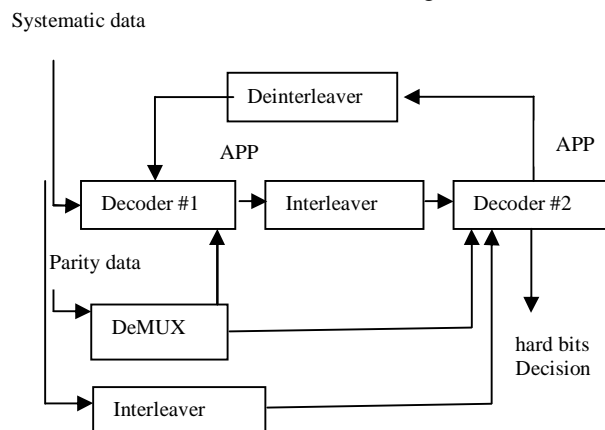 Systematic data
Deinterleaver
APP
APP
Decoder #1
Interleaver
Decoder #2
Parity data
DeMUX
hard bits
Decision
Interleaver